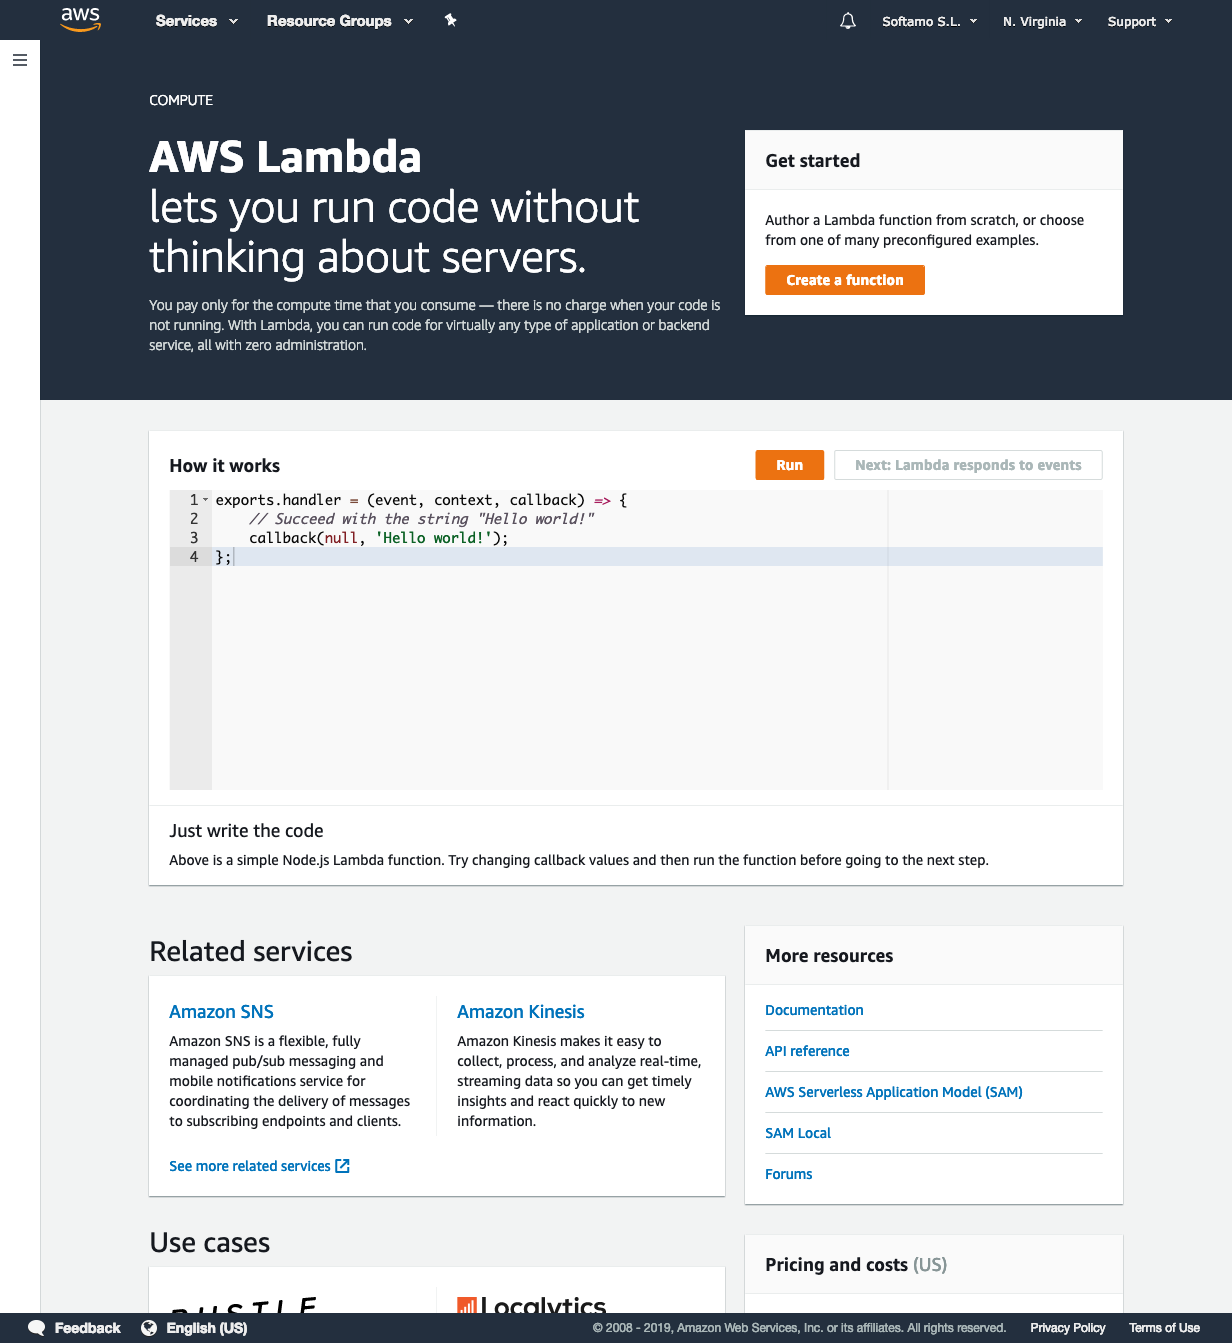 aws
Services
Resource Groups
Softamo S.L.
N. Virginia
Support
COMPUTE
AWS Lambda
lets you run code without
thinking about servers.
You pay only for the compute time that you consume — there is no charge when your code is
not running. With Lambda, you can run code for virtually any type of application or backend
service, all with zero administration.
Get started
Author a Lambda function from scratch, or choose
from one of many preconfigured examples.
Create a function
How it works
Run
Next: Lambda responds to events
1 exports.handler = (event, context, callback) => {
2 // Succeed with the string "Hello world!"
3 callback(null, 'Hello world!');
4 };
Just write the code
Above is a simple Node.js Lambda function. Try changing callback values and then run the function before going to the next step.
Related services
Amazon SNS
Amazon SNS is a flexible, fully
managed pub/sub messaging and
mobile notifications service for
coordinating the delivery of messages
to subscribing endpoints and clients.
Amazon Kinesis
Amazon Kinesis makes it easy to
collect, process, and analyze real-time,
streaming data so you can get timely
insights and react quickly to new
information.
See more related services
More resources
Documentation
API reference
AWS Serverless Application Model (SAM)
SAM Local
Forums
Use cases
BUSTLE
Localytics
Pricing and costs (US)
Feedback
English (US)
© 2008 - 2019, Amazon Web Services, Inc. or its affiliates. All rights reserved.
Privacy Policy
Terms of Use